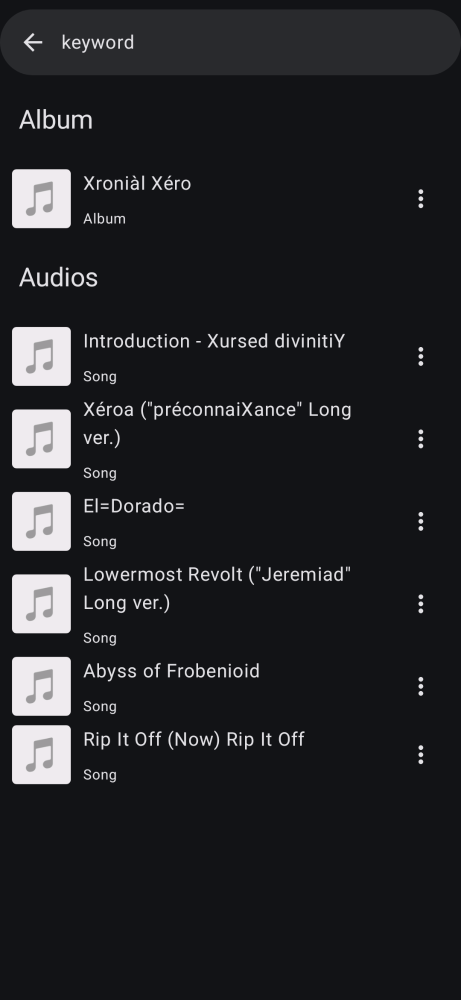 keyword
Album
Xroniàl Xéro
Album
Audios
Introduction - Xursed divinitiY
Song
Xéroa ("préconnaiXance" Long
ver.)
Song
El=Dorado=
Song
Lowermost Revolt ("Jeremiad"
Long ver.)
Song
Abyss of Frobenioid
Song
Rip It Off (Now) Rip It Off
Song